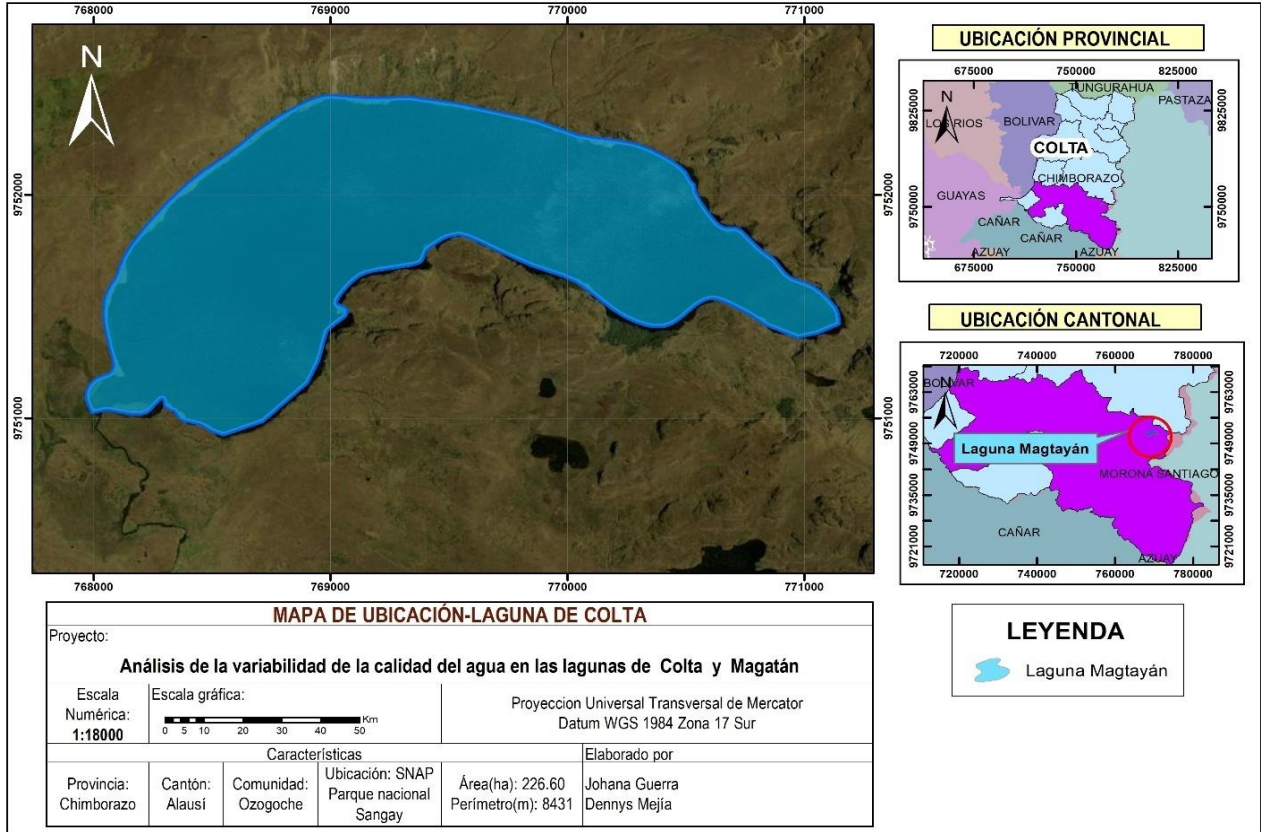 768000 769000 770000 771000
N
9752000 9752000
9751000 9751000
768000 769000 770000 771000
UBICACIÓN PROVINCIAL
675000 750000 825000
N
TUNGURAHUA
PASTAZA
9825000 9825000
LOS RIOS
BOLIVAR
COLTA
CHIMBORAZO
GUAYAS
9750000 9750000
CAÑAR
CAÑAR
AZUAY
AZUAY
675000 750000 825000
UBICACIÓN CANTONAL
720000 740000 760000 780000
BOLIVAR
N
9763000 9763000
Laguna Magtayán
9749000 9749000
MORONA SANTIAGO
9735000 9735000
CAÑAR
9721000 9721000
AZUAY
720000 740000 760000 780000
LEYENDA
Laguna Magtayán
MAPA DE UBICACIÓN-LAGUNA DE COLTA
Proyecto:
Análisis de la variabilidad de la calidad del agua en las lagunas de Colta y Magatán
Escala
Numérica:
1:18000
Escala gráfica:
Km
0 5 10 20 30 40 50
Proyeccion Universal Transversal de Mercator
Datum WGS 1984 Zona 17 Sur
Características
Elaborado por
Provincia:
Chimborazo
Cantón:
Alausí
Comunidad:
Ozogoche
Ubicación: SNAP
Parque nacional
Sangay
Área(ha): 226.60
Perímetro(m): 8431
Johana Guerra
Dennys Mejía